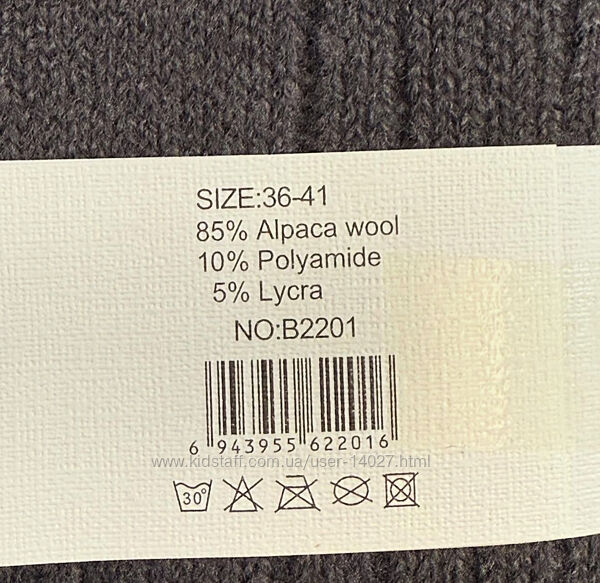 SIZE:36-41
85% Alpaca wool
10% Polyamide
5% Lycra
NO:B2201
6 943955 622016
www.kidstaff.com.ua/user-14027.html
30°